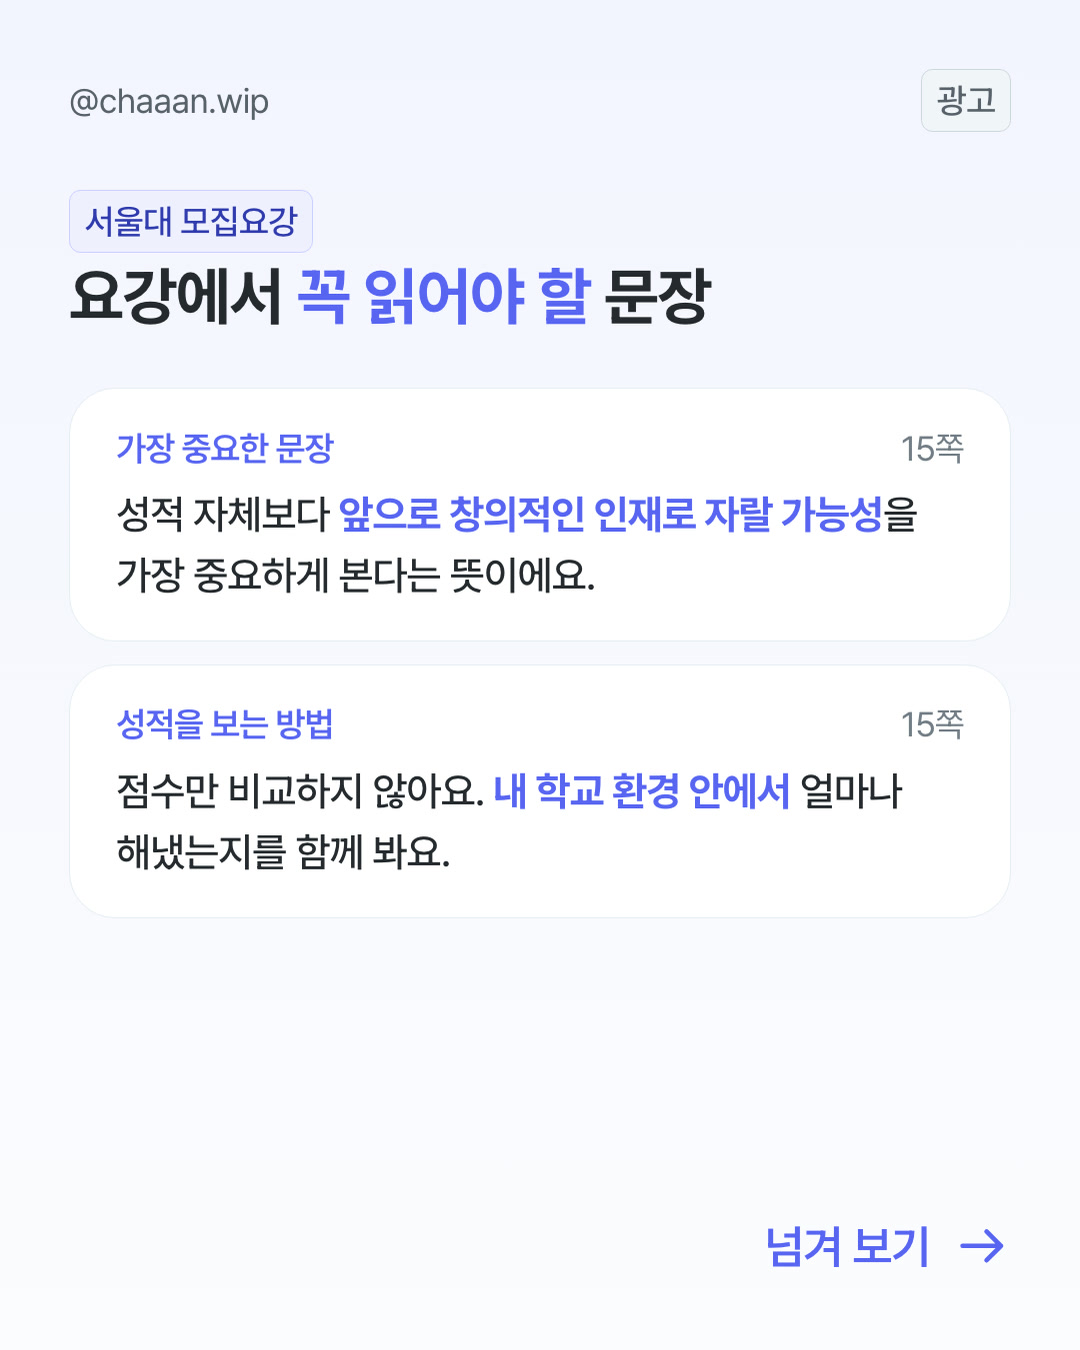 @chaaan.wip
광고
서울대 모집요강
요강에서 꼭 읽어야 할 문장
가장 중요한 문장
15쪽
성적 자체보다 앞으로 창의적인 인재로 자랄 가능성을
가장 중요하게 본다는 뜻이에요.
성적을 보는 방법
15쪽
점수만 비교하지 않아요. 내 학교 환경 안에서 얼마나
해냈는지를 함께 봐요.
넘겨 보기 →